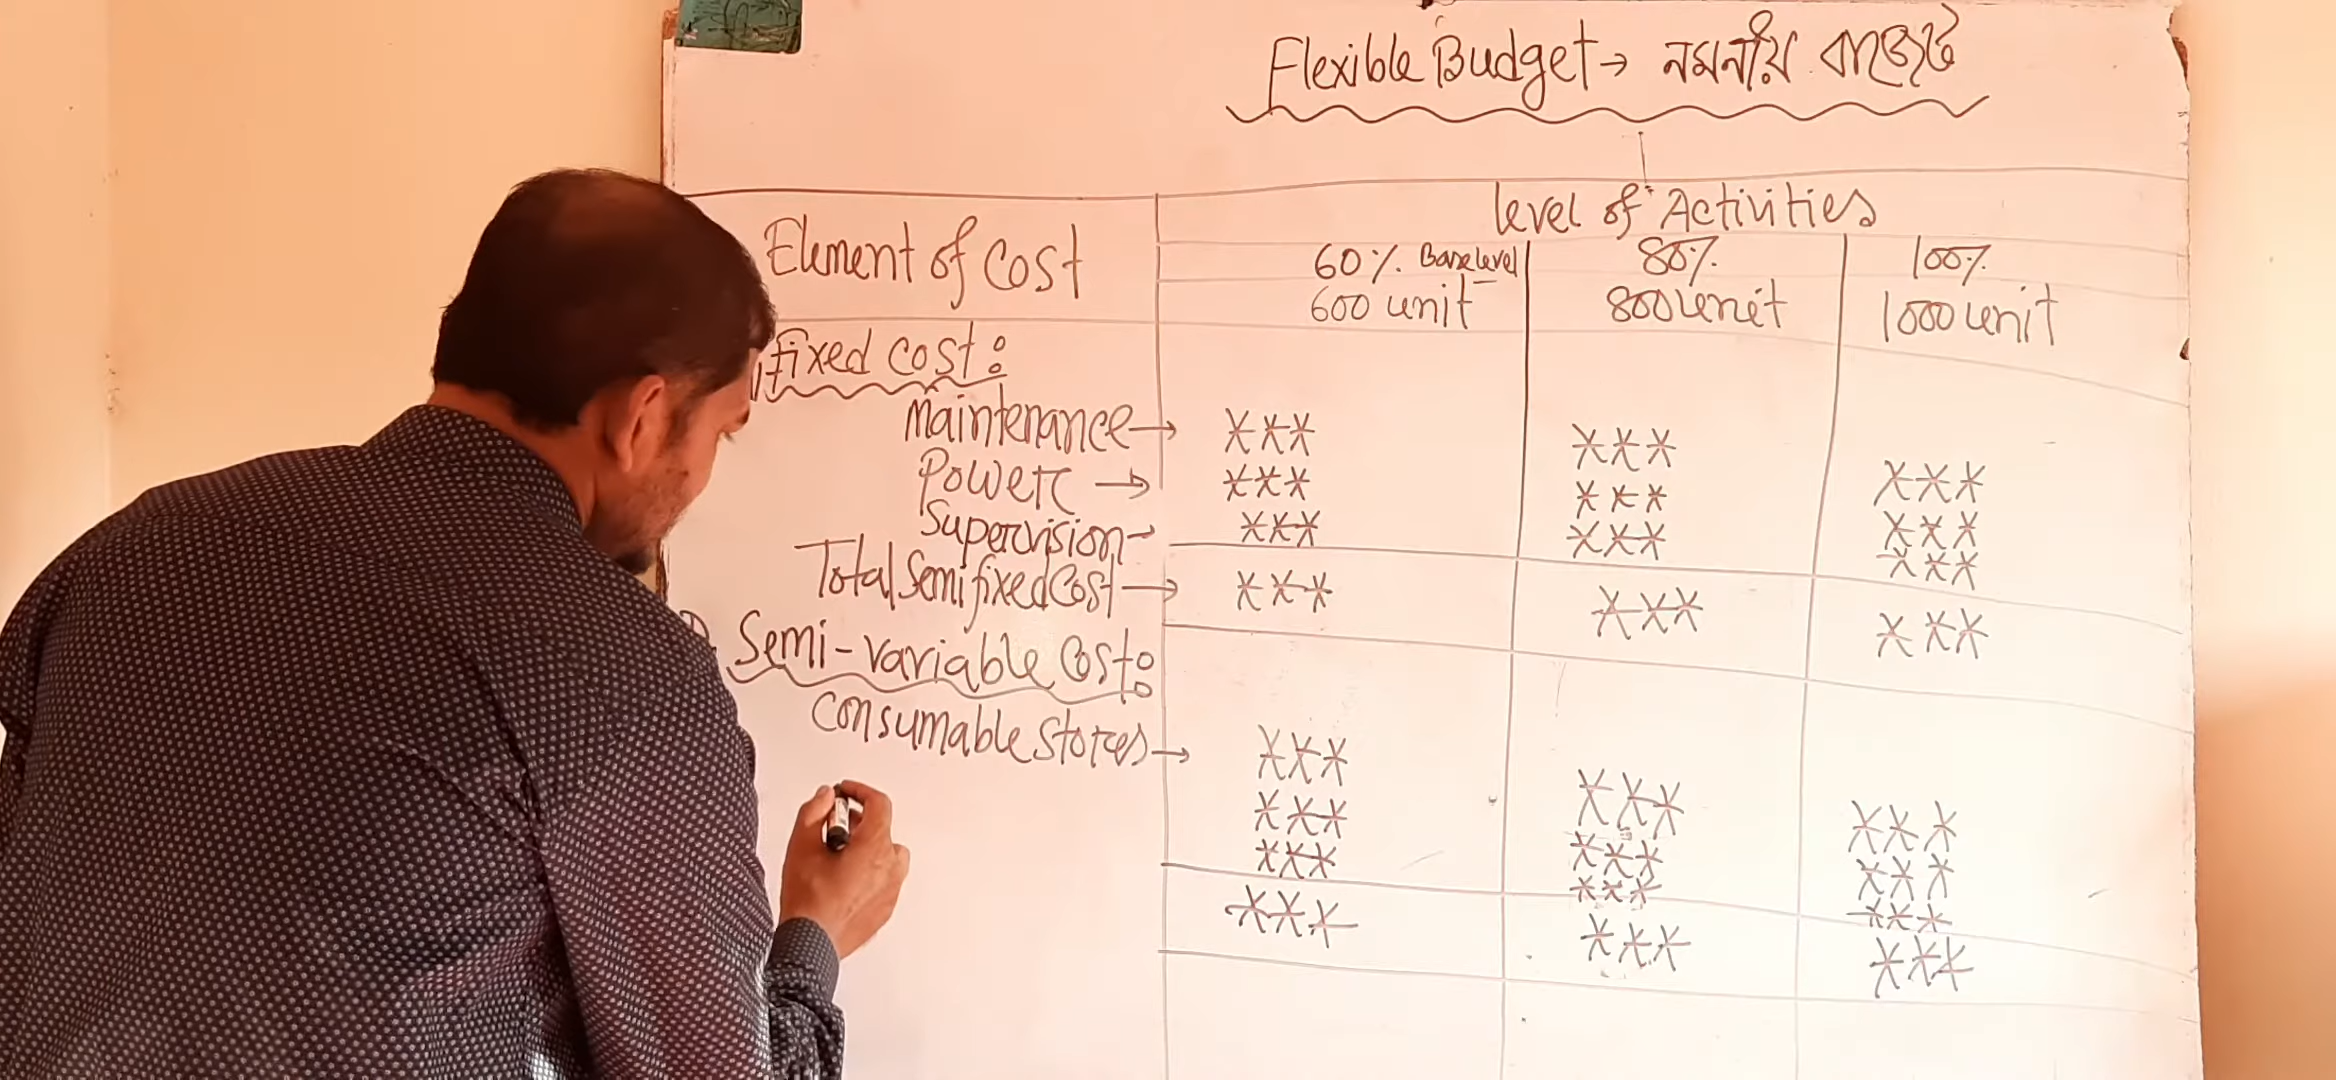 Flexible Budget → নমনীয় বাজেট
Element of Cost
level of Activities
60% Base level
80%
100%
600 unit
800 unit
1000 unit
fixed cost:
Maintenance → *** *** ***
Power → *** *** ***
Supervision → *** *** ***
Total Semi fixed Cost → *** *** ***
Semi-variable Cost:
Consumable Stores → *** *** ***
*** *** ***
*** *** ***
*** *** ***